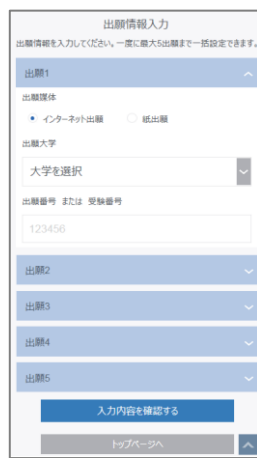 出願情報入力
出願情報を入力してください。一度に最大5出願まで一括設定できます。
出願1
出願媒体
インターネット出願 紙出願
出願大学
大学を選択
出願番号 または 受験番号
123456
出願2
出願3
出願4
出願5
入力内容を確認する
トップページへ